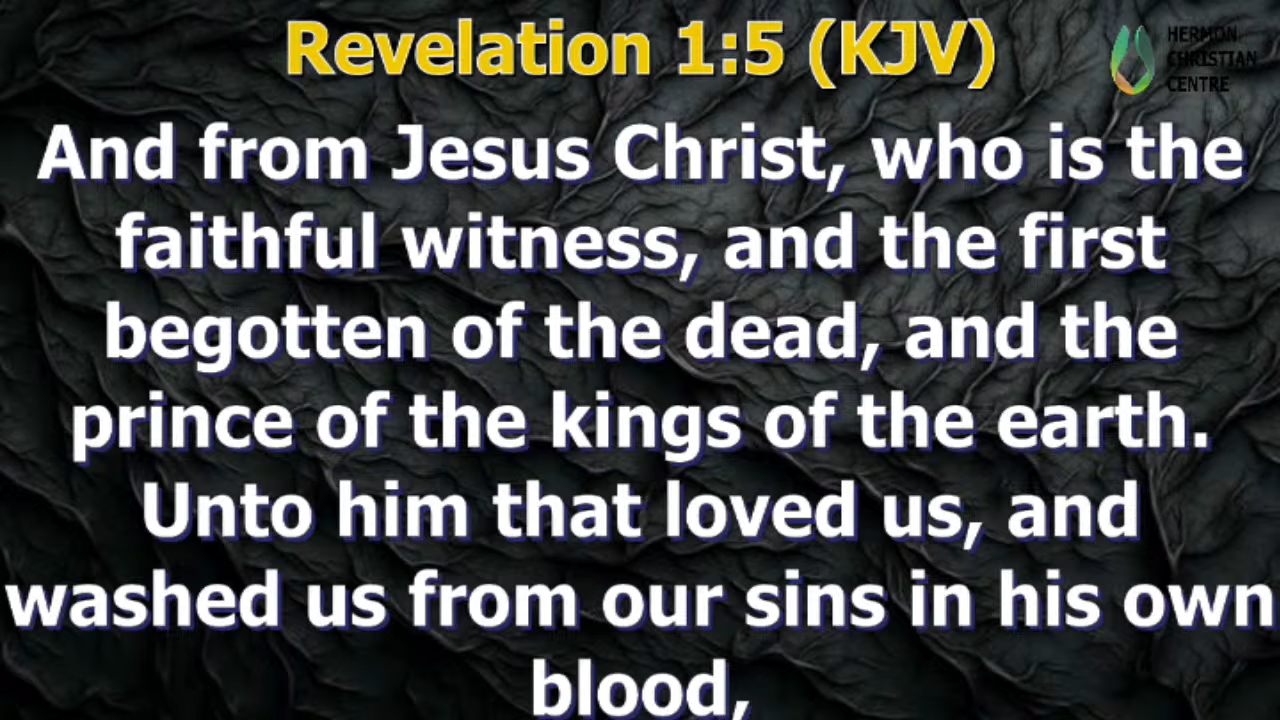 Revelation 1:5 (KJV)
HERMON
CHRISTIAN
CENTRE
And from Jesus Christ, who is the
faithful witness, and the first
begotten of the dead, and the
prince of the kings of the earth.
Unto him that loved us, and
washed us from our sins in his own
blood,